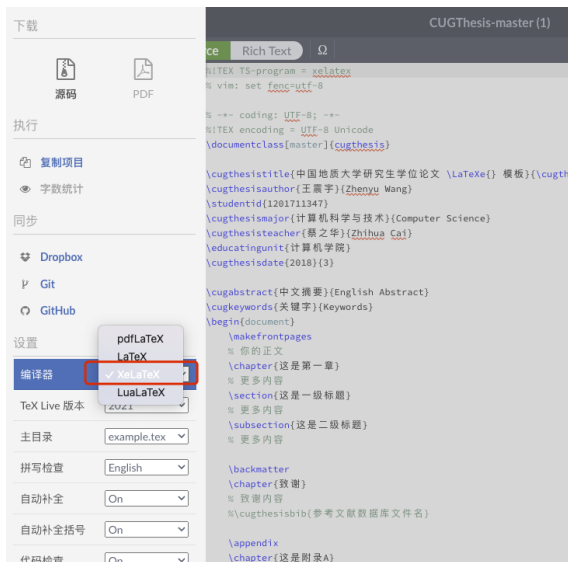 下载
CUGThesis-master (1)
ce
Rich Text
Ω
源码
PDF
执行
复制项目
字数统计
同步
Dropbox
Git
GitHub
设置
pdfLaTeX
LaTeX
编译器
✓ XeLaTeX
LuaLaTeX
TeX Live 版本
2021
主目录
example.tex
拼写检查
English
自动补全
On
自动补全括号
On
代码检查
On
%!TEX TS-program = xelatex
% vim: set fenc=utf-8
% -*- coding: UTF-8; -*-
%!TEX encoding = UTF-8 Unicode
\documentclass[master]{cugthesis}
\cugthesistitle{中国地质大学研究生学位论文 \LaTeXe{} 模板}{\cugth
\cugthesisauthor{王震宇}{Zhenyu Wang}
\studentid{1201711347}
\cugthesismajor{计算机科学与技术}{Computer Science}
\cugthesisteacher{蔡之华}{Zhihua Cai}
\educatingunit{计算机学院}
\cugthesisdate{2018}{3}
\cugabstract{中文摘要}{English Abstract}
\cugkeywords{关键字}{Keywords}
\begin{document}
\makefrontpages
% 你的正文
\chapter{这是第一章}
% 更多内容
\section{这是一级标题}
% 更多内容
\subsection{这是二级标题}
% 更多内容
\backmatter
\chapter{致谢}
% 致谢内容
%\cugthesisbib{参考文献数据库文件名}
\appendix
\chapter{这是附录A}